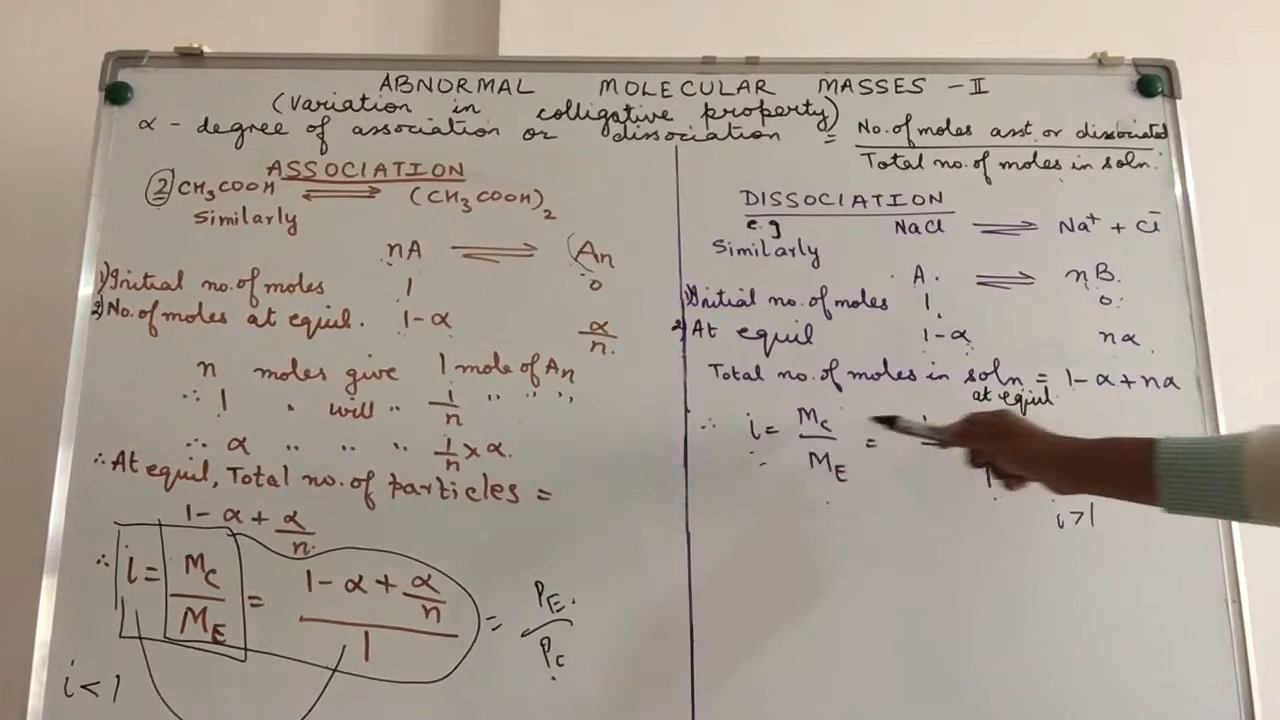 ABNORMAL MOLECULAR MASSES - II
(Variation in colligative property)
α - degree of association or dissociation = No. of moles asst. or dissociated / Total no. of moles in soln.
ASSOCIATION
2 CH3COOH ⇌ (CH3COOH)2
Similarly
nA ⇌ (An
1) Initial no. of moles 1 0
2) No. of moles at equil. 1-α α/n.
n moles give 1 mole of An
∴ 1 " will " 1/n " " "
∴ α " " " 1/n × α.
∴ At equil, Total no. of particles =
1 - α + α/n.
∴ i = MC/ME = (1 - α + α/n)/1 = PE./PC
i < 1
DISSOCIATION
e.g NaCl ⇌ Na+ + Cl-
Similarly
A. ⇌ nB.
1) Initial no. of moles 1. 0.
2) At equil 1-α nα.
Total no. of moles in soln = 1 - α + nα
at equil.
∴ i = MC/ME =
i > 1